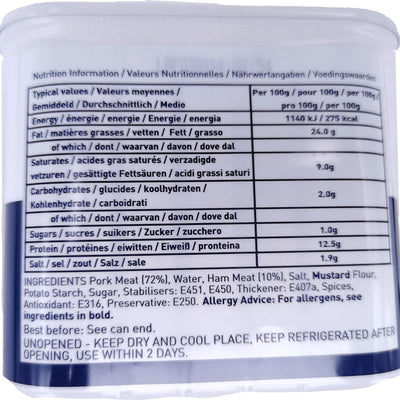 Nutrition Information / Valeurs Nutritionnelles / Nährwertangaben / Voedingswaarden
Typical values / Valeurs moyennes / Gemiddeld / Durchschnittlich / Medio
Per 100g / pour 100g / per 100g / pro 100g / per 100g
Energy / énergie / energie / Energie / energia 1140 kJ / 275 kcal
Fat / matières grasses / vetten / Fett / grasso 24.0 g
of which / dont / waarvan / davon / dove dal
Saturates / acides gras saturés / verzadigde
vetzuren / gesättigte Fettsäuren / acidi grassi saturi 9.0g
Carbohydrates / glucides / koolhydraten /
Kohlenhydrate / carboidrati 2.0g
of which / dont / waarvan / davon / dove dal
Sugars / sucres / suikers / Zucker / zucchero 1.0g
Protein / protéines / eiwitten / Eiweiß / pronteina 12.5g
Salt / sel / zout / Salz / sale 1.9g
INGREDIENTS Pork Meat (72%), Water, Ham Meat (10%), Salt, Mustard Flour,
Potato Starch, Sugar, Stabilisers: E451, E450, Thickener: E407a, Spices,
Antioxidant: E316, Preservative: E250. Allergy Advice: For allergens, see
ingredients in bold.
Best before: See can end.
UNOPENED - KEEP DRY AND COOL PLACE, KEEP REFRIGERATED AFTER
OPENING, USE WITHIN 2 DAYS.